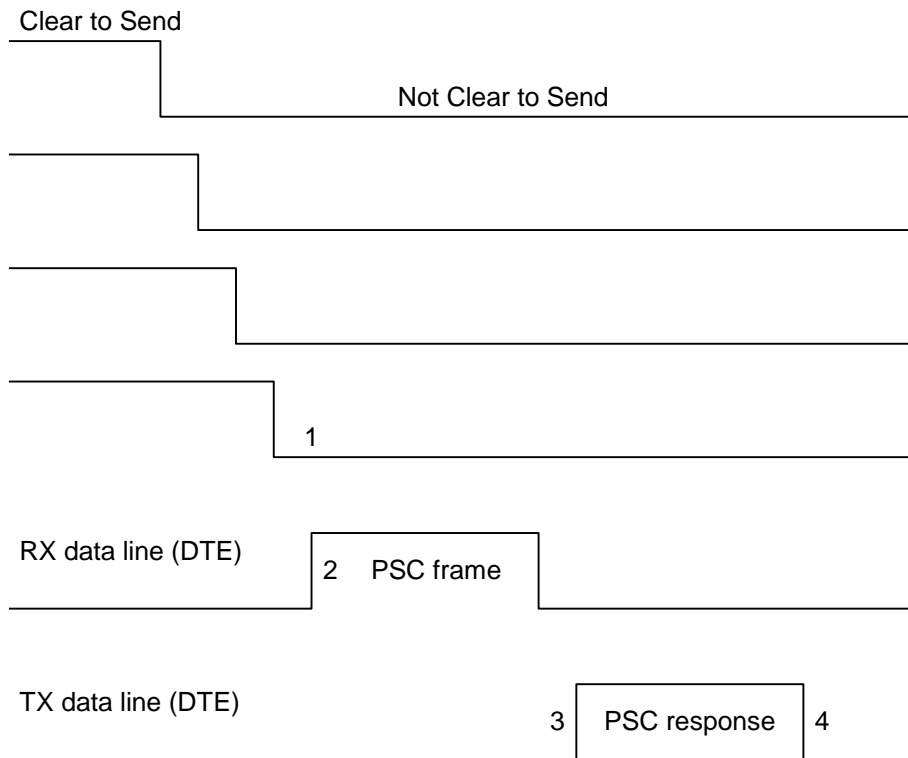 Clear to Send
Not Clear to Send
1
RX data line (DTE)
2 PSC frame
TX data line (DTE)
3 PSC response 4